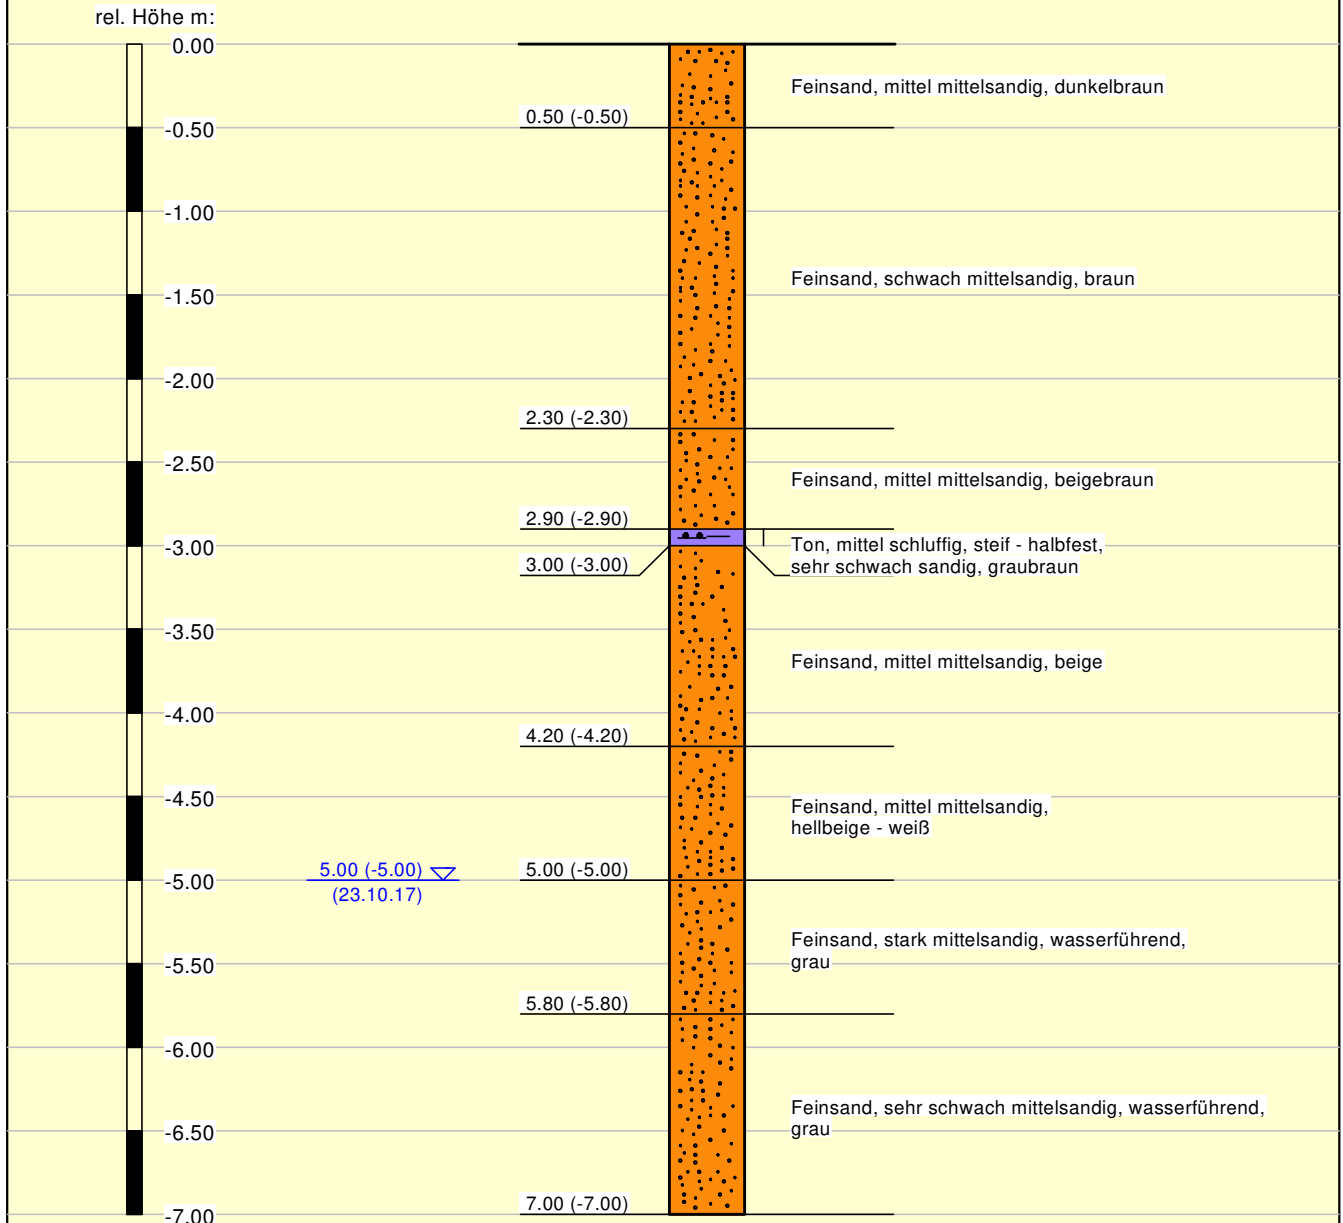 rel. Höhe m:
0.00
Feinsand, mittel mittelsandig, dunkelbraun
0.50 (-0.50)
-0.50
-1.00
Feinsand, schwach mittelsandig, braun
-1.50
-2.00
2.30 (-2.30)
-2.50
Feinsand, mittel mittelsandig, beigebraun
2.90 (-2.90)
-3.00
Ton, mittel schluffig, steif - halbfest,
sehr schwach sandig, graubraun
3.00 (-3.00)
-3.50
Feinsand, mittel mittelsandig, beige
-4.00
4.20 (-4.20)
-4.50
Feinsand, mittel mittelsandig,
hellbeige - weiß
5.00 (-5.00)
5.00 (-5.00)
-5.00
(23.10.17)
Feinsand, stark mittelsandig, wasserführend,
grau
-5.50
5.80 (-5.80)
-6.00
Feinsand, sehr schwach mittelsandig, wasserführend,
grau
-6.50
7.00 (-7.00)
-7.00